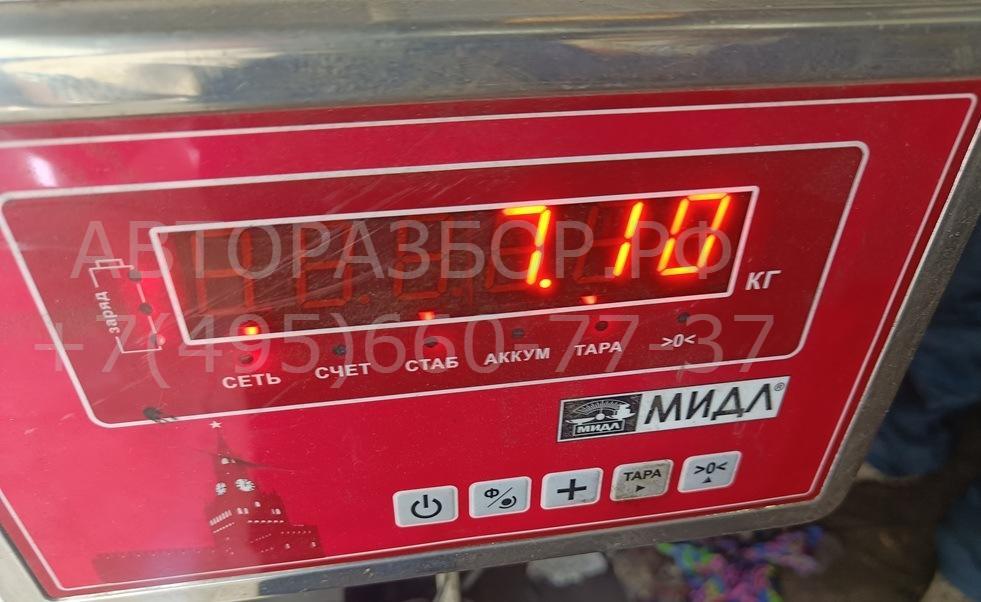 7.10
КГ
АВТОРАЗБОР.РФ
заряд
+7(495)660-77-37
СЕТЬ СЧЕТ СТАБ АККУМ ТАРА >0<
МИДЛ МИДЛ®
Ф + ТАРА >0<